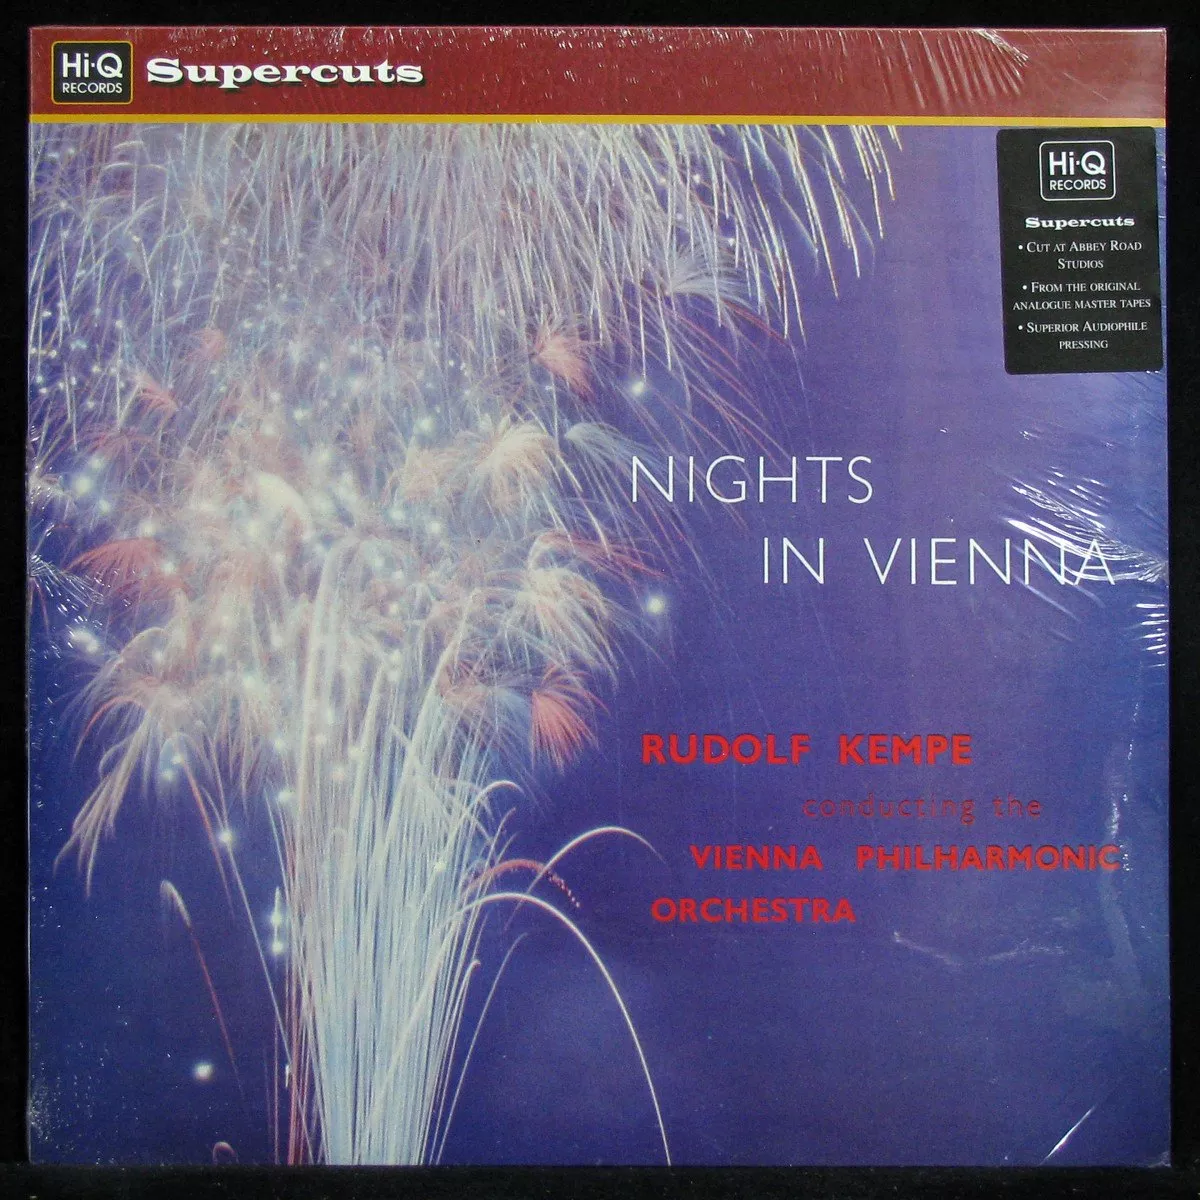 Hi·Q
RECORDS
Supercuts
Hi·Q
RECORDS
Supercuts
• CUT AT ABBEY ROAD
STUDIOS
• FROM THE ORIGINAL
ANALOGUE MASTER TAPES
• SUPERIOR AUDIOPHILE
PRESSING
NIGHTS
IN VIENNA
RUDOLF KEMPE
conducting the
VIENNA PHILHARMONIC
ORCHESTRA